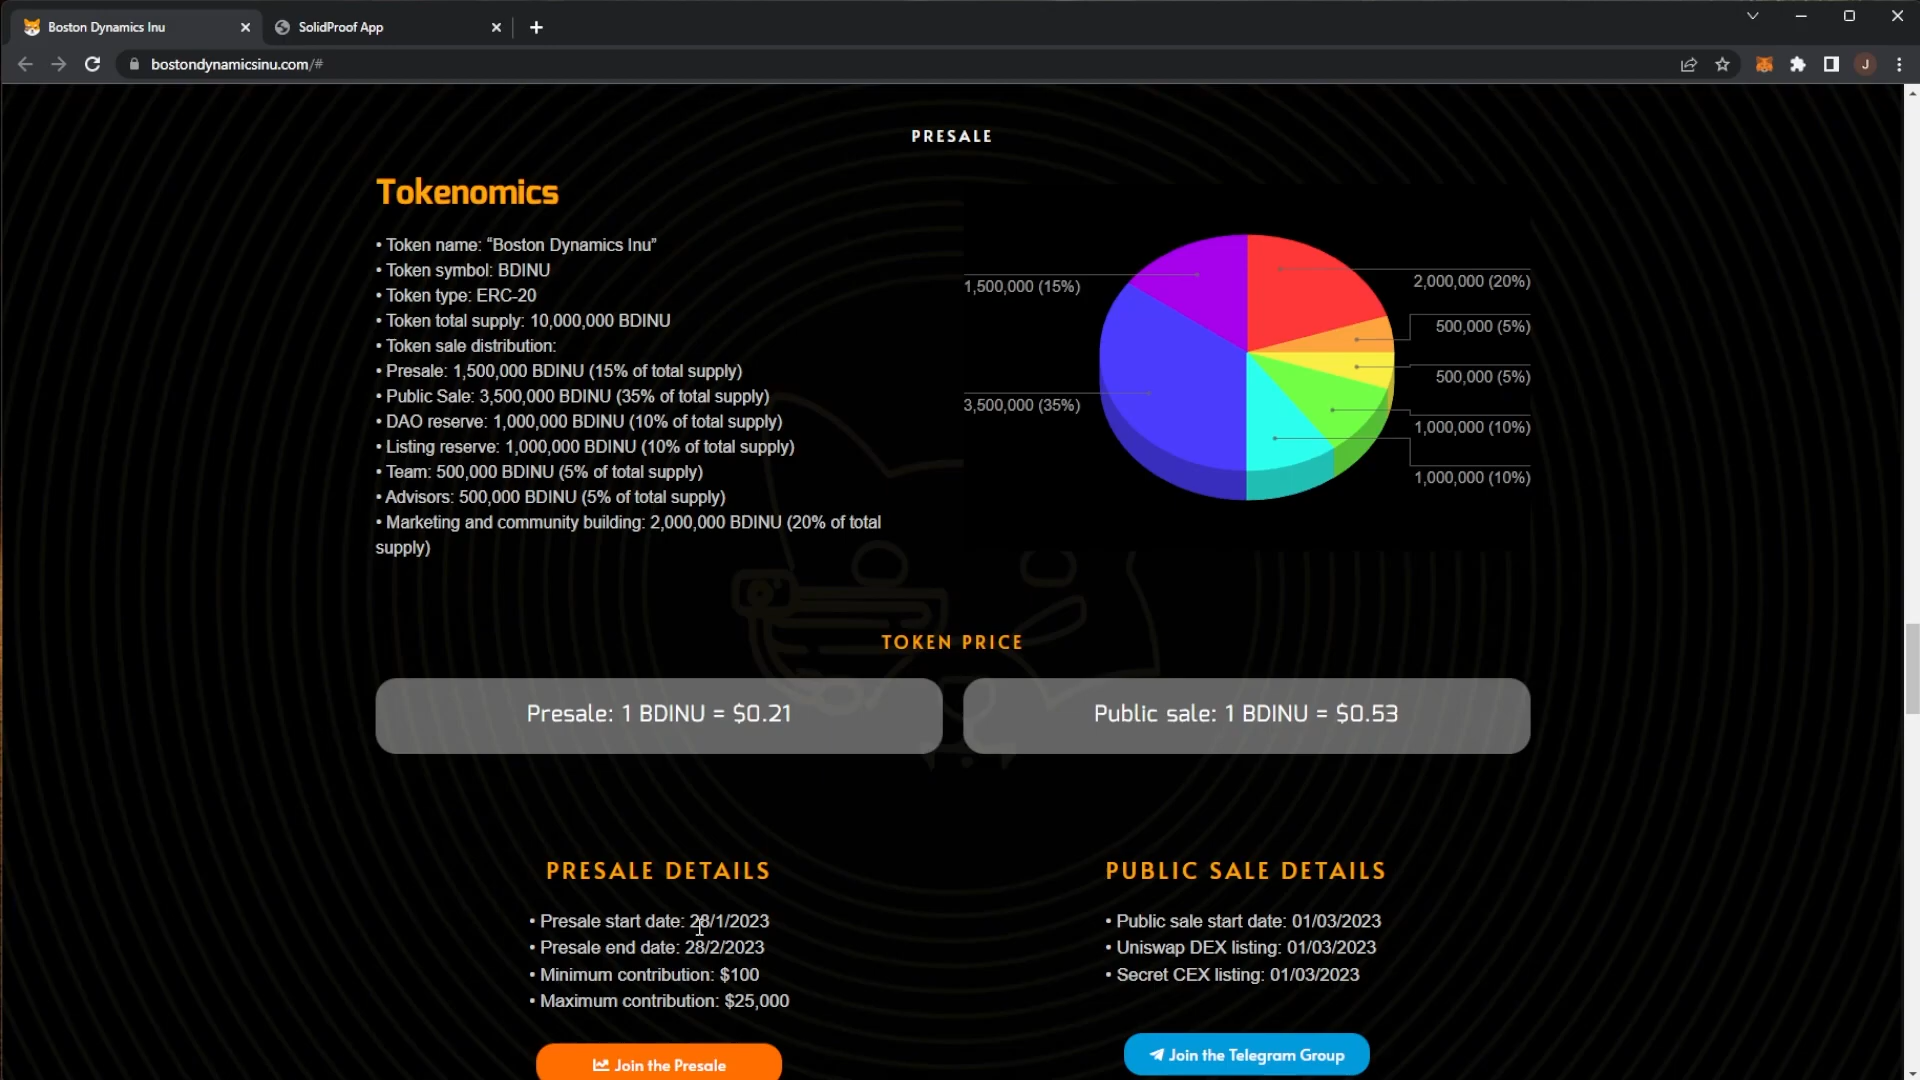 Boston Dynamics Inu
SolidProof App
bostondynamicsinu.com/#
J
PRESALE
Tokenomics
• Token name: “Boston Dynamics Inu”
• Token symbol: BDINU
• Token type: ERC-20
• Token total supply: 10,000,000 BDINU
• Token sale distribution:
• Presale: 1,500,000 BDINU (15% of total supply)
• Public Sale: 3,500,000 BDINU (35% of total supply)
• DAO reserve: 1,000,000 BDINU (10% of total supply)
• Listing reserve: 1,000,000 BDINU (10% of total supply)
• Team: 500,000 BDINU (5% of total supply)
• Advisors: 500,000 BDINU (5% of total supply)
• Marketing and community building: 2,000,000 BDINU (20% of total
supply)
1,500,000 (15%)
3,500,000 (35%)
2,000,000 (20%)
500,000 (5%)
500,000 (5%)
1,000,000 (10%)
1,000,000 (10%)
TOKEN PRICE
Presale: 1 BDINU = $0.21
Public sale: 1 BDINU = $0.53
PRESALE DETAILS
• Presale start date: 28/1/2023
• Presale end date: 28/2/2023
• Minimum contribution: $100
• Maximum contribution: $25,000
Join the Presale
PUBLIC SALE DETAILS
• Public sale start date: 01/03/2023
• Uniswap DEX listing: 01/03/2023
• Secret CEX listing: 01/03/2023
Join the Telegram Group